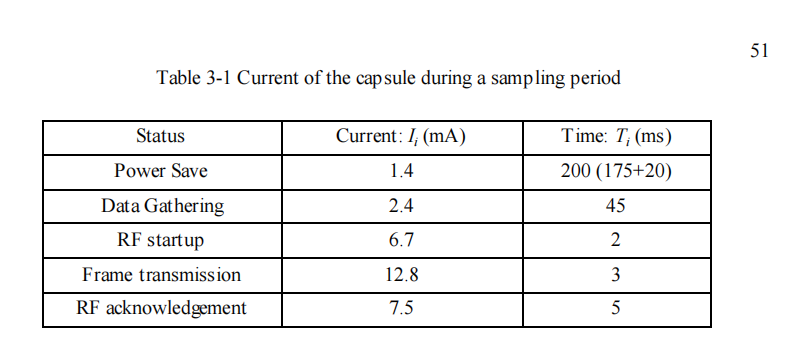 51
Table 3-1 Current of the capsule during a sampling period
Status Current: Ii (mA) Time: Ti (ms)
Power Save 1.4 200 (175+20)
Data Gathering 2.4 45
RF startup 6.7 2
Frame transmission 12.8 3
RF acknowledgement 7.5 5